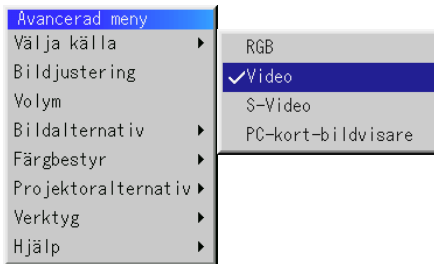 Avancerad meny
Välja källa
Bildjustering
Volym
Bildalternativ
Färgbestyr
Projektoralternativ
Verktyg
Hjälp
RGB
Video
S-Video
PC-kort-bildvisare